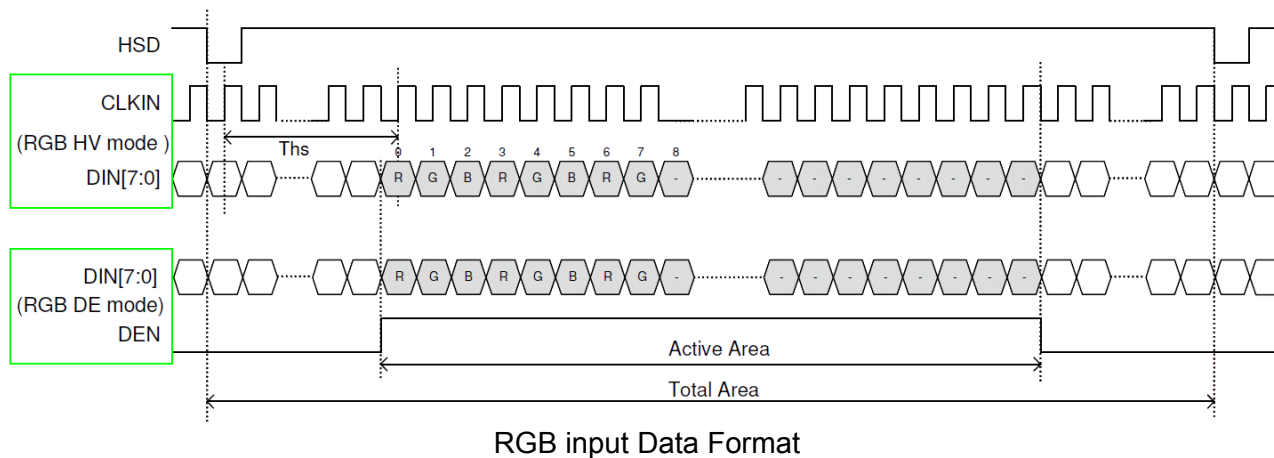 HSD
CLKIN
(RGB HV mode )
Ths
0 1 2 3 4 5 6 7 8
DIN[7:0]
R G B R G B R G - - - - - - - - -
DIN[7:0]
R G B R G B R G - - - - - - - - -
(RGB DE mode)
DEN
Active Area
Total Area
RGB input Data Format